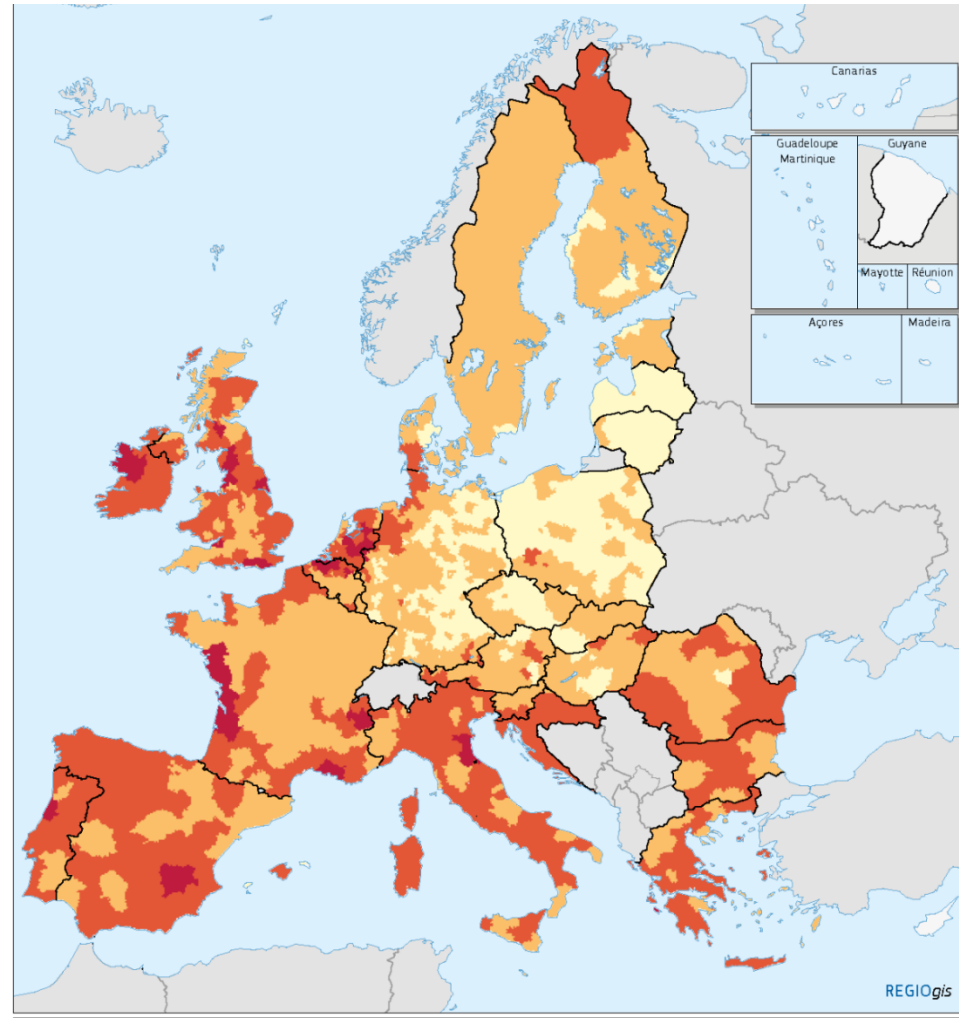 Canarias
Guadeloupe
Martinique
Guyane
Mayotte
Réunion
Açores
Madeira
REGIOgis